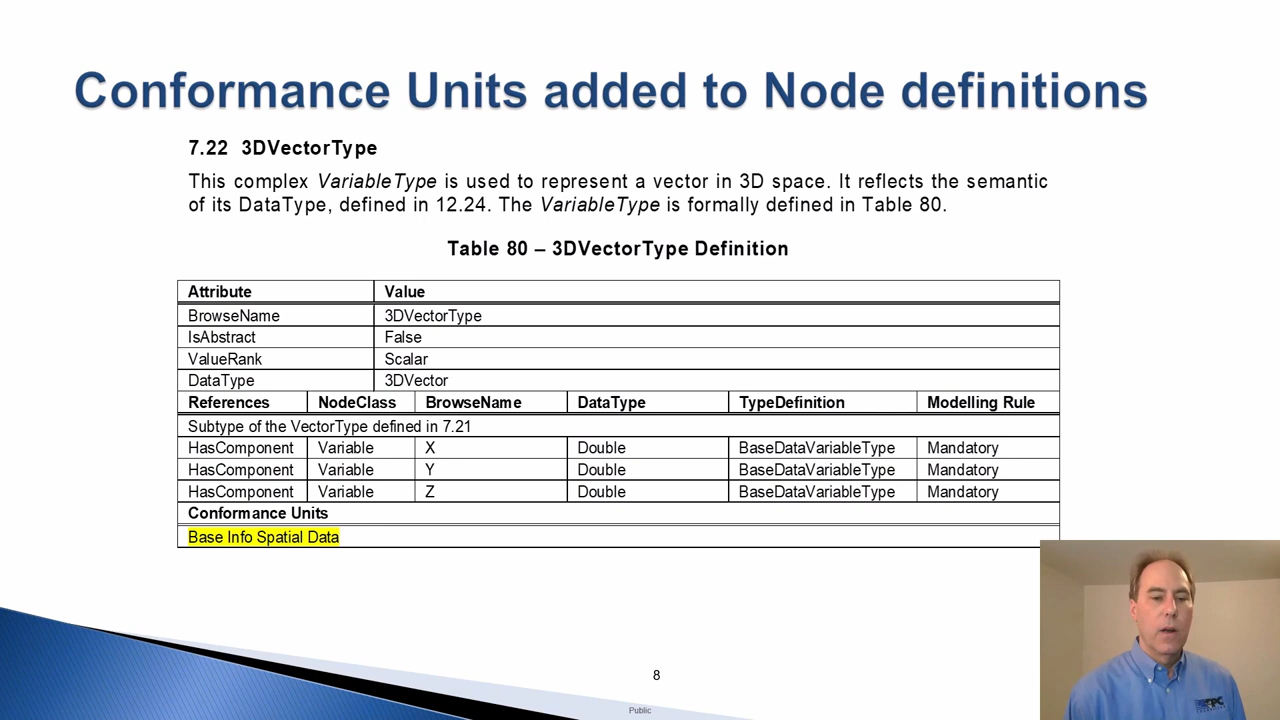 Conformance Units added to Node definitions
7.22 3DVectorType
This complex VariableType is used to represent a vector in 3D space. It reflects the semantic
of its DataType, defined in 12.24. The VariableType is formally defined in Table 80.
Table 80 – 3DVectorType Definition
Attribute Value
BrowseName 3DVectorType
IsAbstract False
ValueRank Scalar
DataType 3DVector
References NodeClass BrowseName DataType TypeDefinition Modelling Rule
Subtype of the VectorType defined in 7.21
HasComponent Variable X Double BaseDataVariableType Mandatory
HasComponent Variable Y Double BaseDataVariableType Mandatory
HasComponent Variable Z Double BaseDataVariableType Mandatory
Conformance Units
Base Info Spatial Data
8
Public